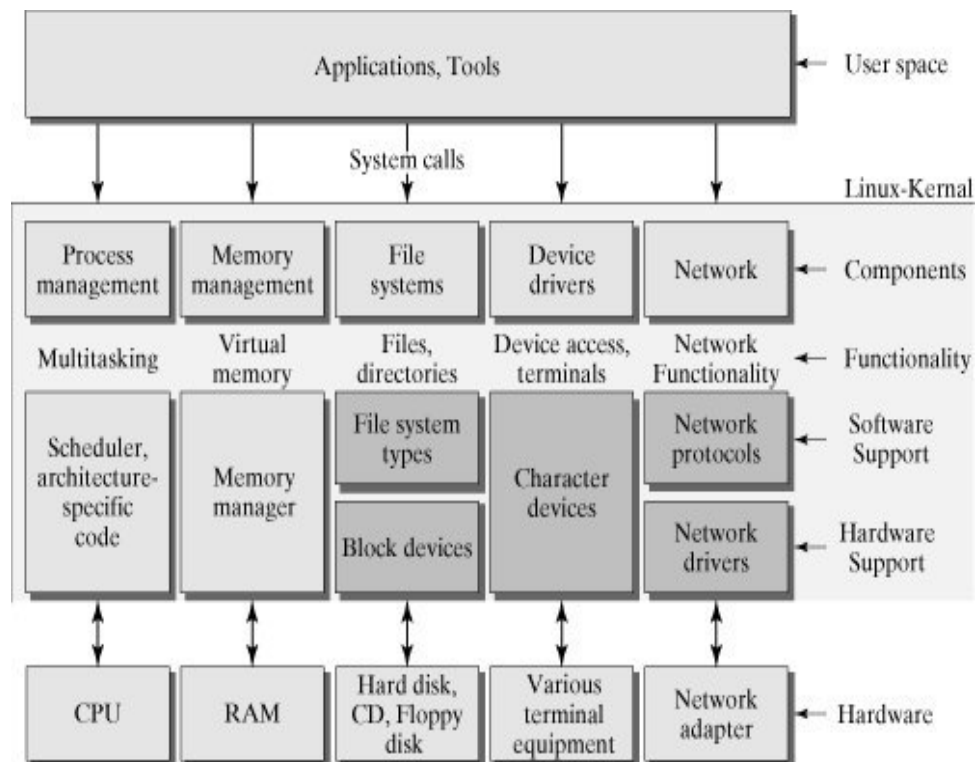 Applications, Tools
User space
System calls
Linux-Kernal
Process
management
Memory
management
File
systems
Device
drivers
Network
Components
Multitasking
Virtual
memory
Files,
directories
Device access,
terminals
Network
Functionality
Functionality
Scheduler,
architecture-
specific
code
Memory
manager
File system
types
Block devices
Character
devices
Network
protocols
Network
drivers
Software
Support
Hardware
Support
CPU
RAM
Hard disk,
CD, Floppy
disk
Various
terminal
equipment
Network
adapter
Hardware